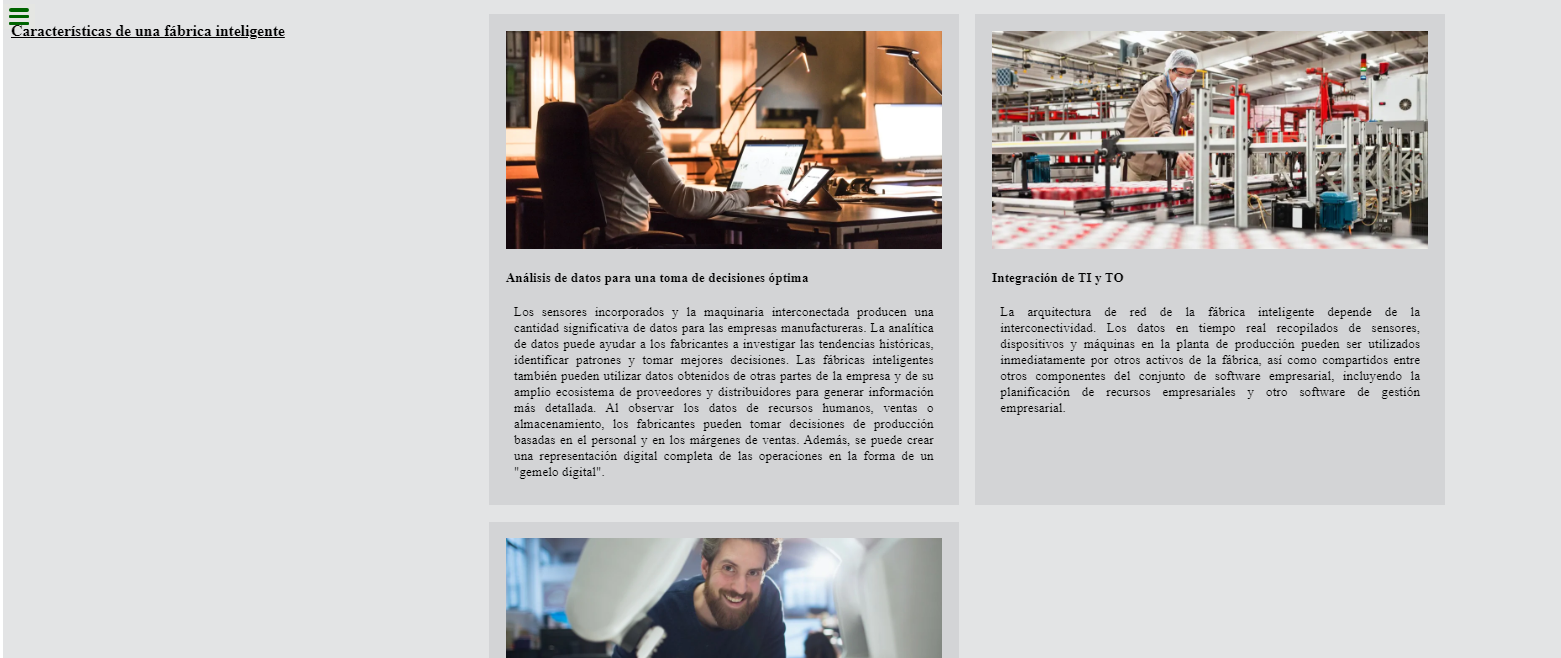 Características de una fábrica inteligente
Análisis de datos para una toma de decisiones óptima
Los sensores incorporados y la maquinaria interconectada producen una
cantidad significativa de datos para las empresas manufactureras. La analítica
de datos puede ayudar a los fabricantes a investigar las tendencias históricas,
identificar patrones y tomar mejores decisiones. Las fábricas inteligentes
también pueden utilizar datos obtenidos de otras partes de la empresa y de su
amplio ecosistema de proveedores y distribuidores para generar información
más detallada. Al observar los datos de recursos humanos, ventas o
almacenamiento, los fabricantes pueden tomar decisiones de producción
basadas en el personal y en los márgenes de ventas. Además, se puede crear
una representación digital completa de las operaciones en la forma de un
"gemelo digital".
Integración de TI y TO
La arquitectura de red de la fábrica inteligente depende de la
interconectividad. Los datos en tiempo real recopilados de sensores,
dispositivos y máquinas en la planta de producción pueden ser utilizados
inmediatamente por otros activos de la fábrica, así como compartidos entre
otros componentes del conjunto de software empresarial, incluyendo la
planificación de recursos empresariales y otro software de gestión
empresarial.